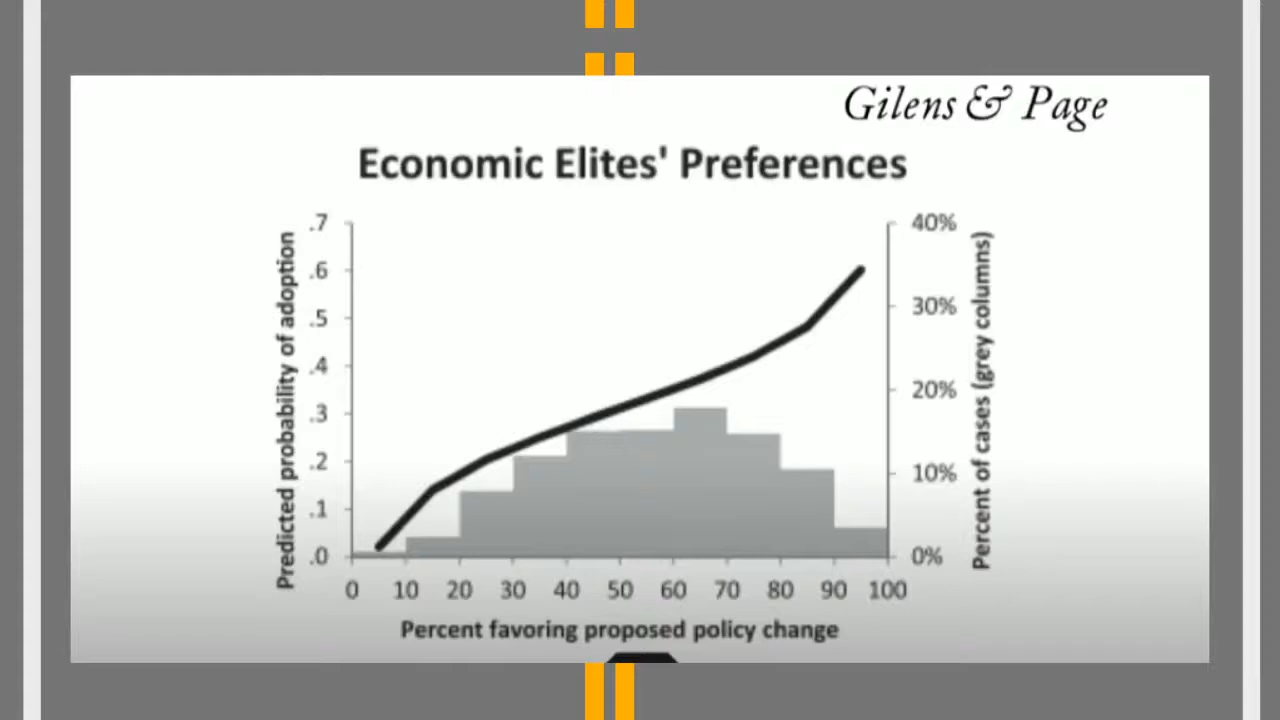 Gilens & Page
Economic Elites' Preferences
Predicted probability of adoption
.7
.6
.5
.4
.3
.2
.1
.0
40%
30%
20%
10%
0%
Percent of cases (grey columns)
0 10 20 30 40 50 60 70 80 90 100
Percent favoring proposed policy change